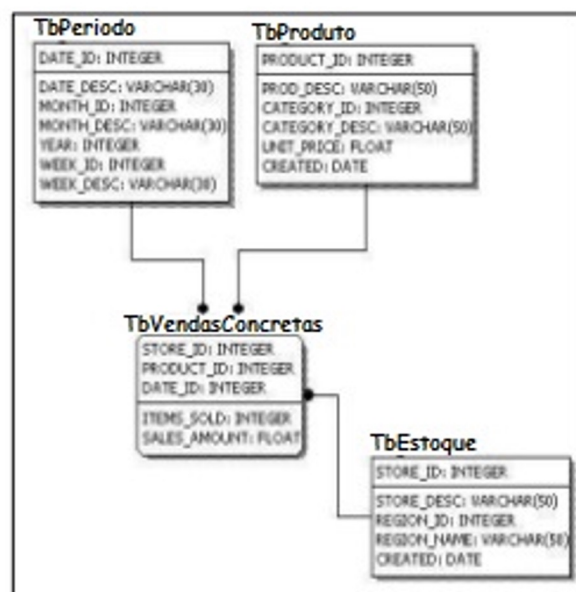 TbPeriodo
DATE_ID: INTEGER
DATE_DESC: VARCHAR(30)
MONTH_ID: INTEGER
MONTH_DESC: VARCHAR(30)
YEAR: INTEGER
WEEK_ID: INTEGER
WEEK_DESC: VARCHAR(30)
TbProduto
PRODUCT_ID: INTEGER
PROD_DESC: VARCHAR(50)
CATEGORY_ID: INTEGER
CATEGORY_DESC: VARCHAR(50)
UNIT_PRICE: FLOAT
CREATED: DATE
TbVendasConcretas
STORE_ID: INTEGER
PRODUCT_ID: INTEGER
DATE_ID: INTEGER
ITEMS_SOLD: INTEGER
SALES_AMOUNT: FLOAT
TbEstoque
STORE_ID: INTEGER
STORE_DESC: VARCHAR(50)
REGION_ID: INTEGER
REGION_NAME: VARCHAR(50)
CREATED: DATE